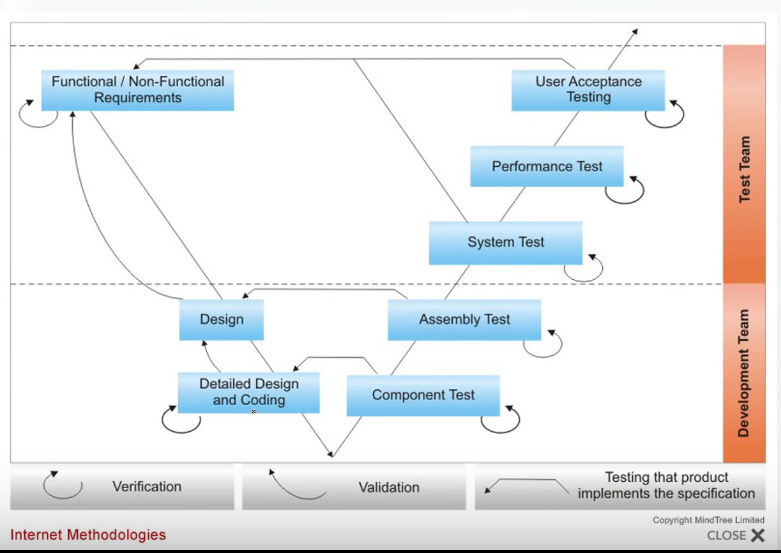 Functional / Non-Functional
Requirements
User Acceptance
Testing
Performance Test
System Test
Test Team
Design
Assembly Test
Detailed Design
and Coding
Component Test
Development Team
Verification
Validation
Testing that product
implements the specification
Copyright MindTree Limited
Internet Methodologies
CLOSE X